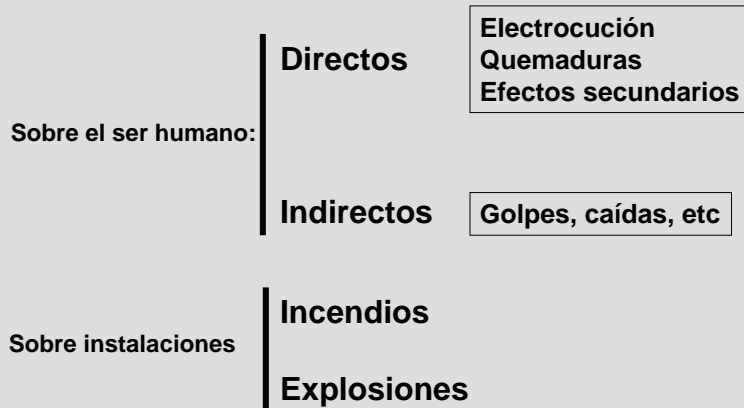 Sobre el ser humano:
Directos
Electrocución
Quemaduras
Efectos secundarios
Indirectos
Golpes, caídas, etc
Sobre instalaciones
Incendios
Explosiones